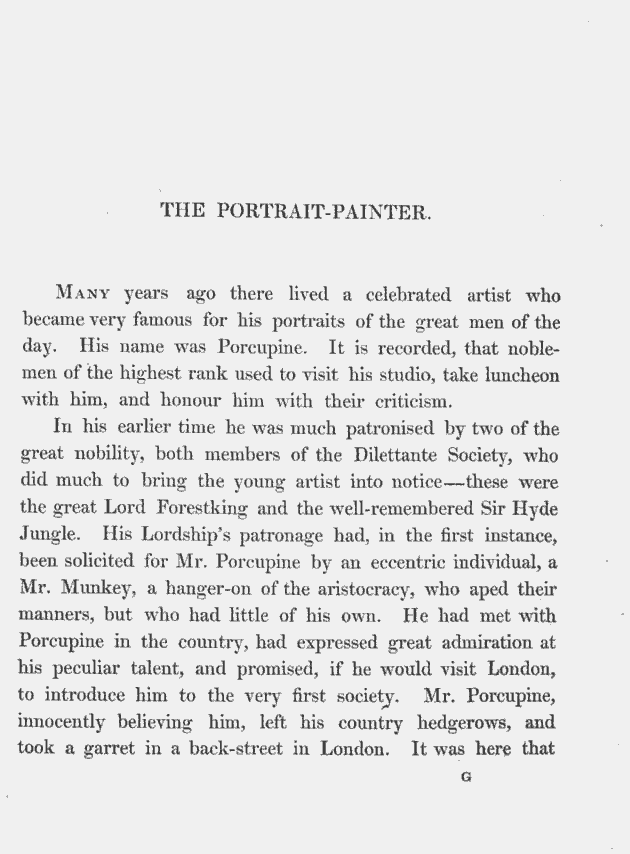 THE PORTRAIT-PAINTER.
MANY years ago there lived a celebrated artist who
became very famous for his portraits of the great men of the
day. His name was Porcupine. It is recorded, that noble-
men of the highest rank used to visit his studio, take luncheon
with him, and honour him with their criticism.
In his earlier time he was much patronised by two of the
great nobility, both members of the Dilettante Society, who
did much to bring the young artist into notice—these were
the great Lord Forestking and the well-remembered Sir Hyde
Jungle. His Lordship's patronage had, in the first instance,
been solicited for Mr. Porcupine by an eccentric individual, a
Mr. Munkey, a hanger-on of the aristocracy, who aped their
manners, but who had little of his own. He had met with
Porcupine in the country, had expressed great admiration at
his peculiar talent, and promised, if he would visit London,
to introduce him to the very first society. Mr. Porcupine,
innocently believing him, left his country hedgerows, and
took a garret in a back-street in London. It was here that
G